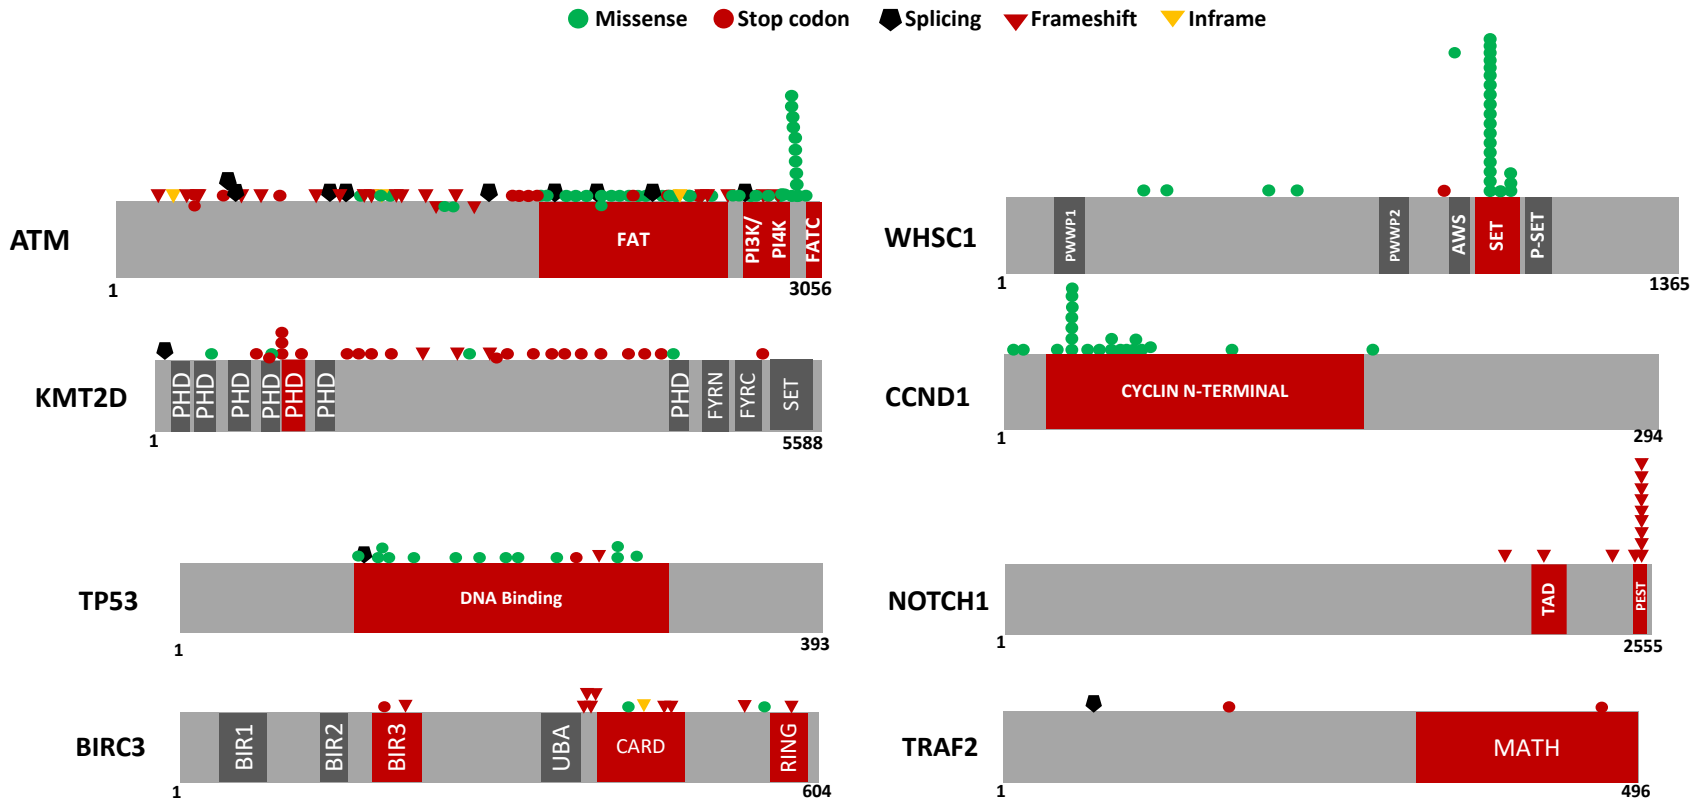 Missense Stop codon Splicing Frameshift Inframe
ATM
FAT
PI3K/
PI4K
FATC
1
3056
WHSC1
PWWP1
PWWP2
AWS
SET
P-SET
1
1365
KMT2D
PHD
PHD
PHD
PHD
PHD
PHD
PHD
FYRN
FYRC
SET
1
5588
CCND1
CYCLIN N-TERMINAL
1
294
TP53
DNA Binding
1
393
NOTCH1
TAD
PEST
1
2555
BIRC3
BIR1
BIR2
BIR3
UBA
CARD
RING
1
604
TRAF2
MATH
1
496